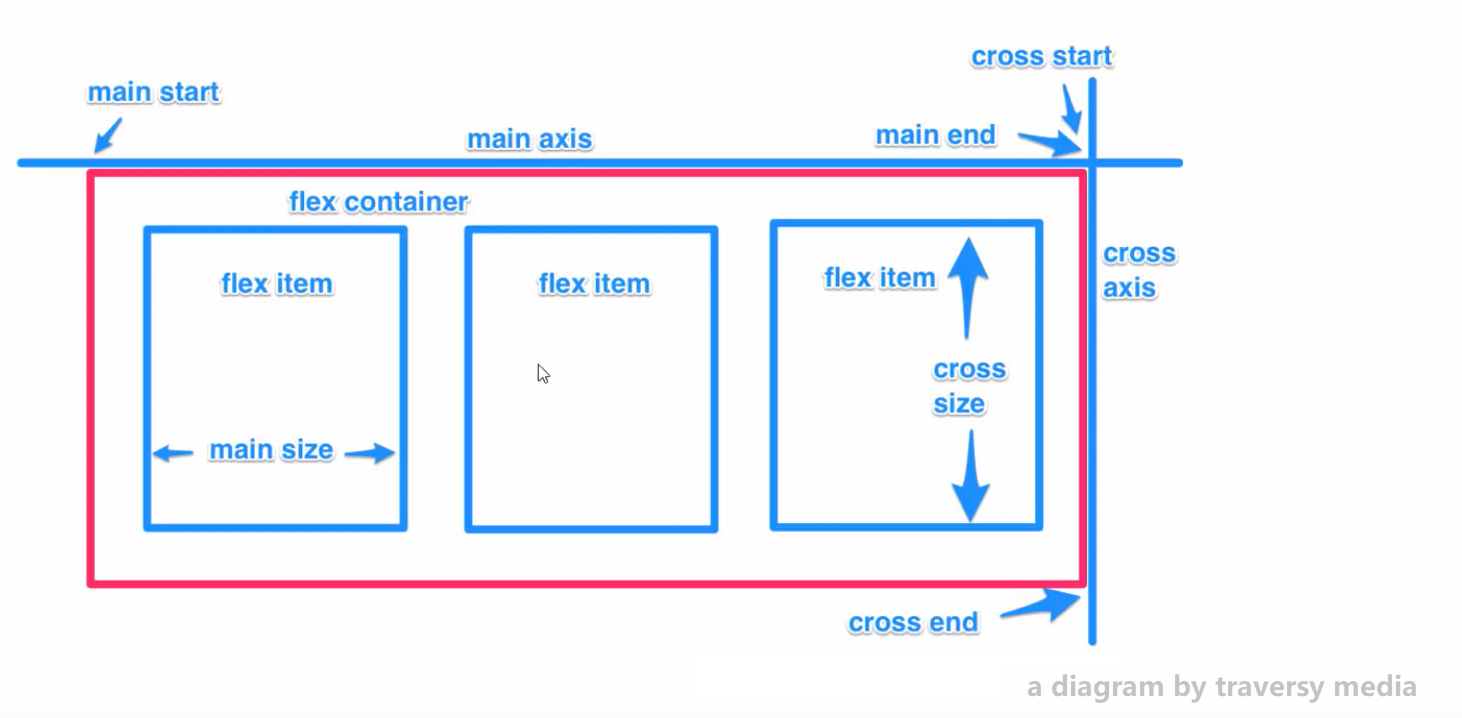 cross start
main start
main axis
main end
flex container
flex item
flex item
flex item
cross
axis
cross
size
main size
cross end
a diagram by traversy media